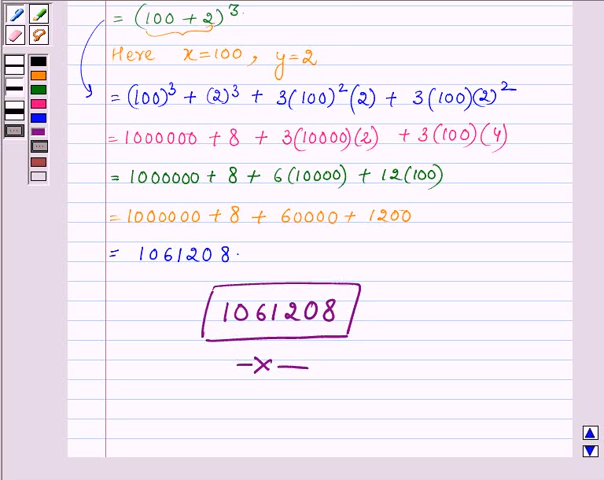 = (100 + 2)³
Here x=100, y=2
= (100)³ + (2)³ + 3(100)²(2) + 3(100)(2)²
= 1000000 + 8 + 3(10000)(2) + 3(100)(4)
= 1000000 + 8 + 6(10000) + 12(100)
= 1000000 + 8 + 60000 + 1200
= 1061208.
1061208
—x—